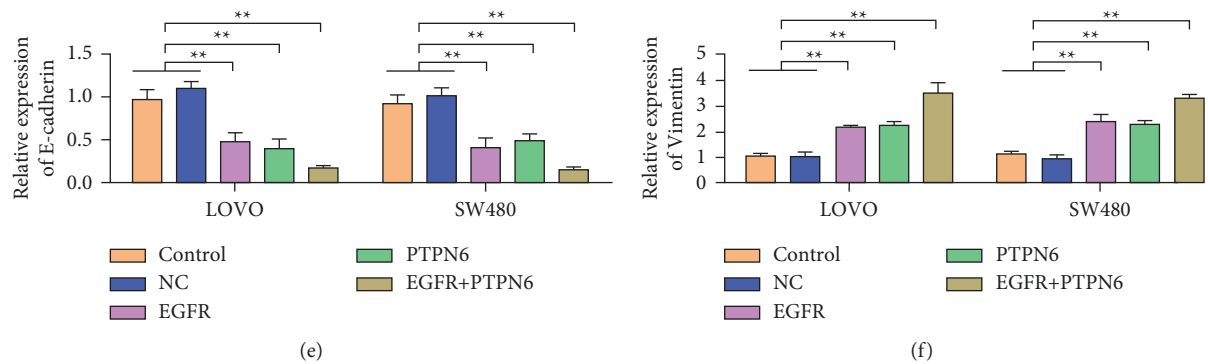 **
**
**
**
**
**
Relative expression
of E-cadherin
1.5
1.0
0.5
0.0
LOVO
SW480
Control
NC
EGFR
PTPN6
EGFR+PTPN6
(e)
**
**
**
**
**
**
Relative expression
of Vimentin
5
4
3
2
1
0
LOVO
SW480
Control
NC
EGFR
PTPN6
EGFR+PTPN6
(f)